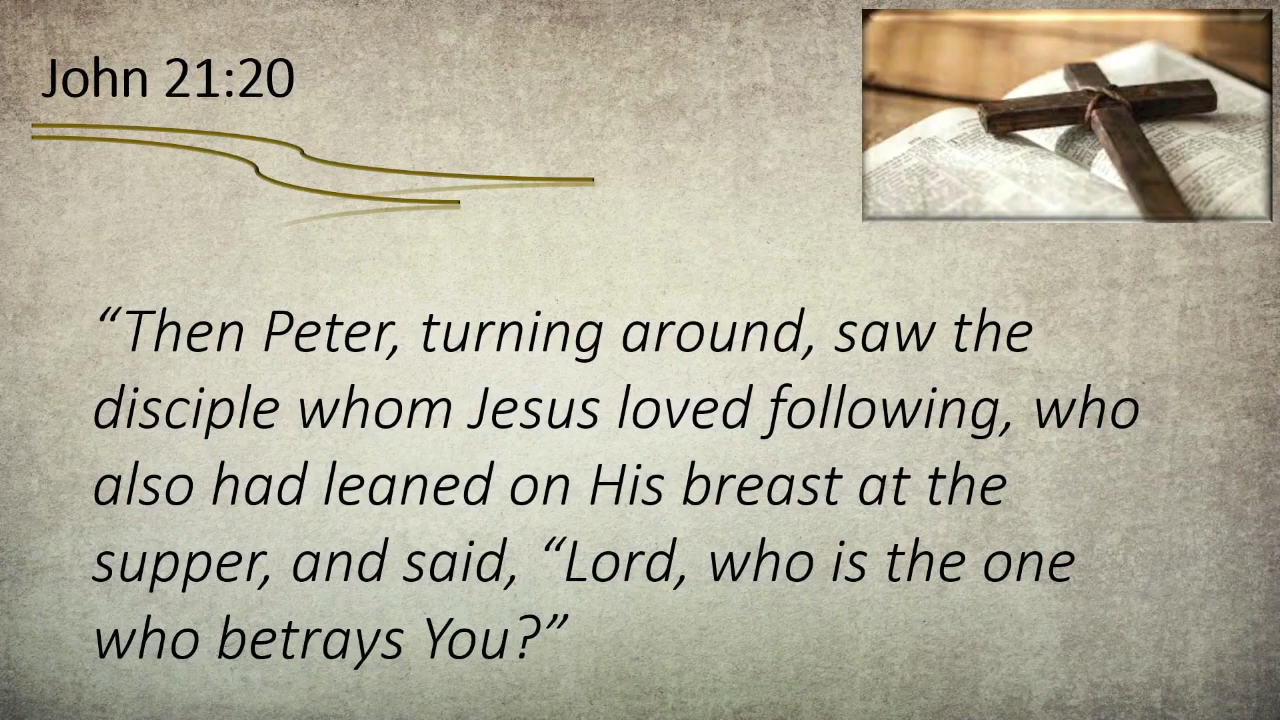 John 21:20
“Then Peter, turning around, saw the
disciple whom Jesus loved following, who
also had leaned on His breast at the
supper, and said, “Lord, who is the one
who betrays You?”